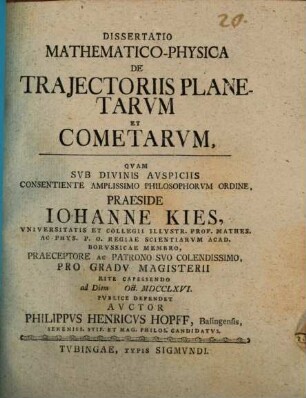 20.
DISSERTATIO
MATHEMATICO-PHYSICA
DE
TRAJECTORIIS PLANE-
TARVM
ET
COMETARVM,
QVAM
SVB DIVINIS AVSPICIIS
CONSENTIENTE AMPLISSIMO PHILOSOPHORVM ORDINE,
PRAESIDE
IOHANNE KIES,
VNIVERSITATIS ET COLLEGII ILLVSTR. PROF. MATHES.
AC PHYS. P. O. REGIAE SCIENTIARVM ACAD.
BORVSSICAE MEMBRO,
PRAECEPTORE AC PATRONO SVO COLENDISSIMO,
PRO GRADV MAGISTERII
RITE CAPESSENDO
ad Diem Oct. MDCCLXVI.
PVBLICE DEFENDET
AVCTOR
PHILIPPVS HENRICVS HOPFF, Balingensis,
SERENISS. STIP. ET MAG. PHILOS. CANDIDATVS.
TVBINGAE, TYPIS SIGMVNDI.